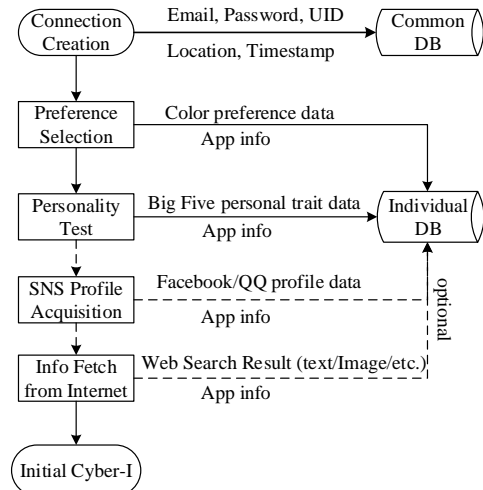 Connection
Creation
Email, Password, UID
Location, Timestamp
Common
DB
Preference
Selection
Color preference data
App info
Personality
Test
Big Five personal trait data
App info
Individual
DB
SNS Profile
Acquisition
Facebook/QQ profile data
App info
optional
Info Fetch
from Internet
Web Search Result (text/Image/etc.)
App info
Initial Cyber-I